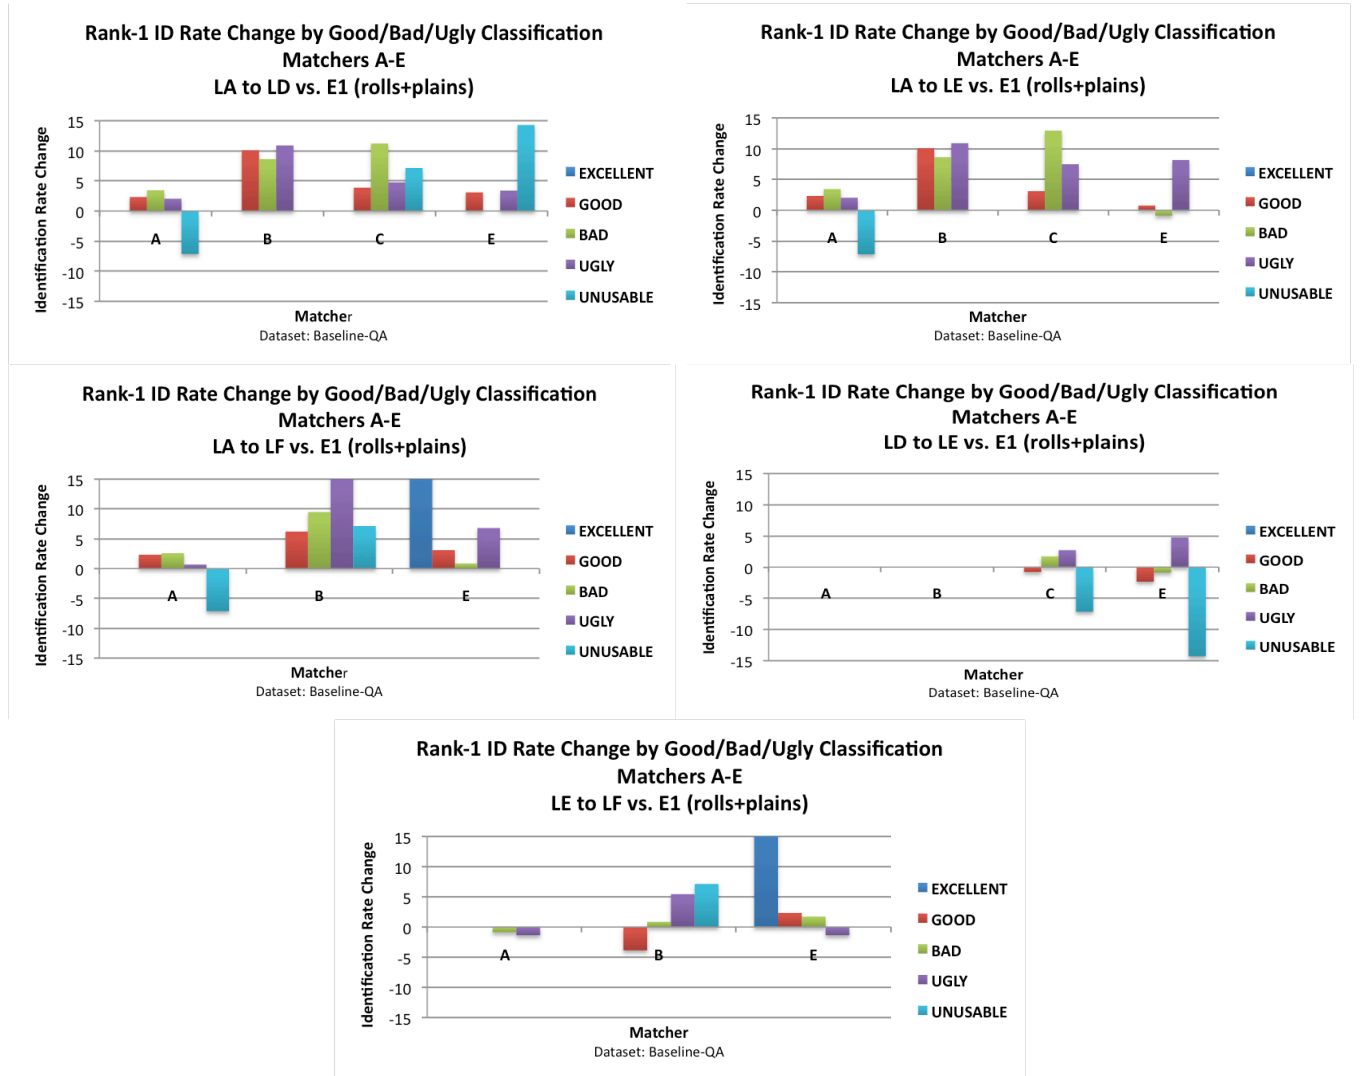 Rank-1 ID Rate Change by Good/Bad/Ugly Classification
Matchers A-E
LA to LD vs. E1 (rolls+plains)
Identification Rate Change
15
10
5
0
-5
-10
-15
A
B
C
E
EXCELLENT
GOOD
BAD
UGLY
UNUSABLE
Matcher
Dataset: Baseline-QA
Rank-1 ID Rate Change by Good/Bad/Ugly Classification
Matchers A-E
LA to LE vs. E1 (rolls+plains)
Identification Rate Change
15
10
5
0
-5
-10
-15
A
B
C
E
EXCELLENT
GOOD
BAD
UGLY
UNUSABLE
Matcher
Dataset: Baseline-QA
Rank-1 ID Rate Change by Good/Bad/Ugly Classification
Matchers A-E
LA to LF vs. E1 (rolls+plains)
Identification Rate Change
15
10
5
0
-5
-10
-15
A
B
E
EXCELLENT
GOOD
BAD
UGLY
UNUSABLE
Matcher
Dataset: Baseline-QA
Rank-1 ID Rate Change by Good/Bad/Ugly Classification
Matchers A-E
LD to LE vs. E1 (rolls+plains)
Identification Rate Change
15
10
5
0
-5
-10
-15
A
B
C
E
EXCELLENT
GOOD
BAD
UGLY
UNUSABLE
Matcher
Dataset: Baseline-QA
Rank-1 ID Rate Change by Good/Bad/Ugly Classification
Matchers A-E
LE to LF vs. E1 (rolls+plains)
Identification Rate Change
15
10
5
0
-5
-10
-15
A
B
E
EXCELLENT
GOOD
BAD
UGLY
UNUSABLE
Matcher
Dataset: Baseline-QA